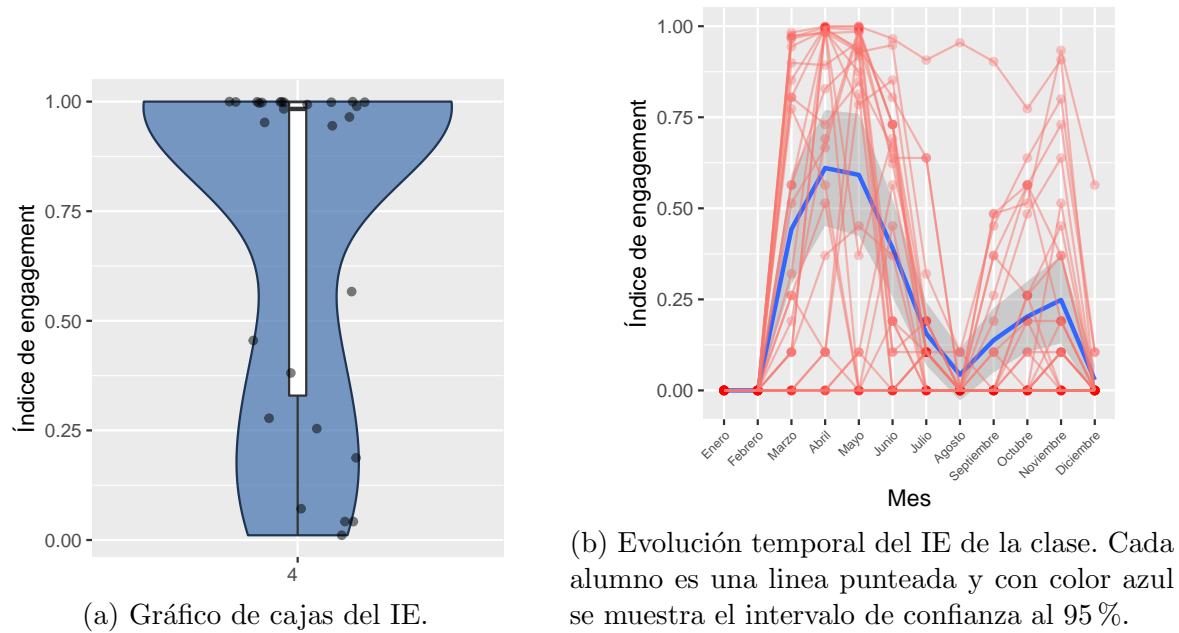 1.00
0.75
0.50
0.25
0.00
Índice de engagement
4
(a) Gráfico de cajas del IE.
1.00
0.75
0.50
0.25
0.00
Índice de engagement
Enero
Febrero
Marzo
Abril
Mayo
Junio
Julio
Agosto
Septiembre
Octubre
Noviembre
Diciembre
Mes
(b) Evolución temporal del IE de la clase. Cada
alumno es una linea punteada y con color azul
se muestra el intervalo de confianza al 95 %.